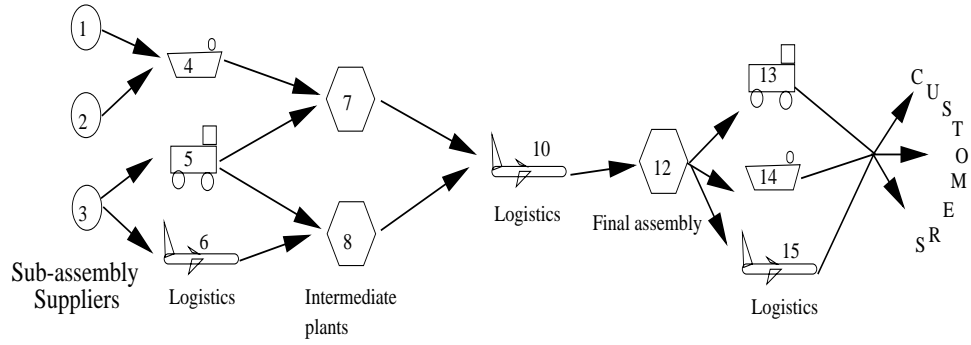 1
2
3
4
5
6
7
8
10
12
13
14
15
Sub-assembly
Suppliers
Logistics
Intermediate
plants
Logistics
Final assembly
Logistics
CUSTOMERS